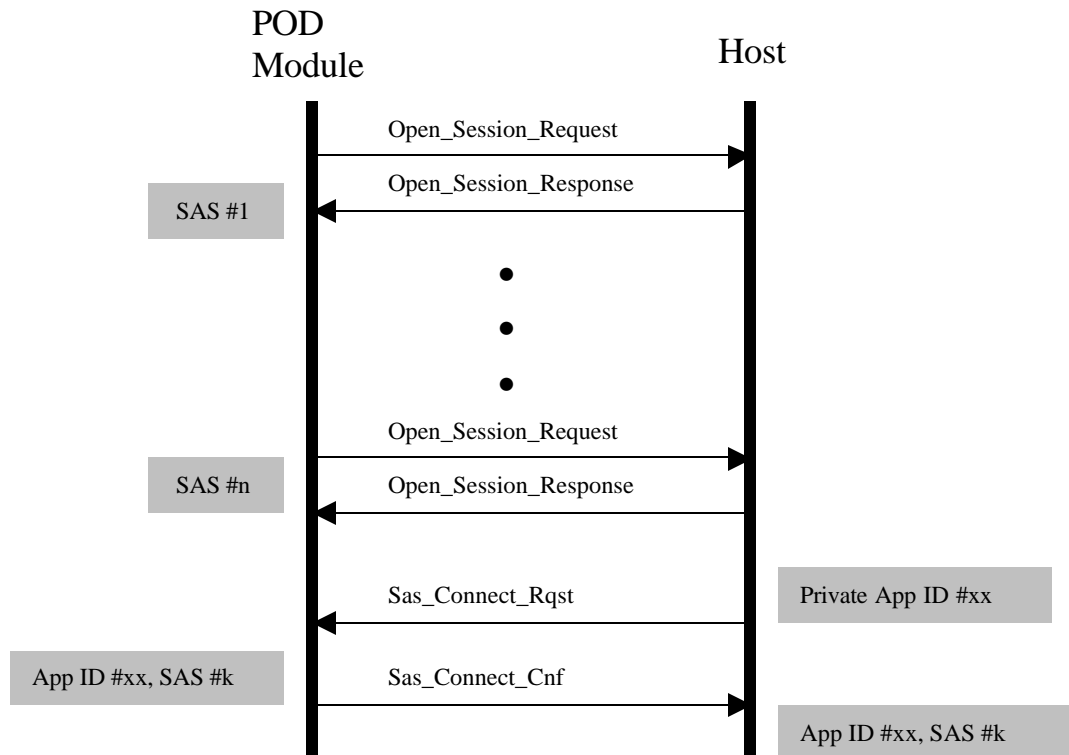 POD
Module
Host
Open_Session_Request
Open_Session_Response
SAS #1
Open_Session_Request
SAS #n
Open_Session_Response
Sas_Connect_Rqst
Private App ID #xx
App ID #xx, SAS #k
Sas_Connect_Cnf
App ID #xx, SAS #k